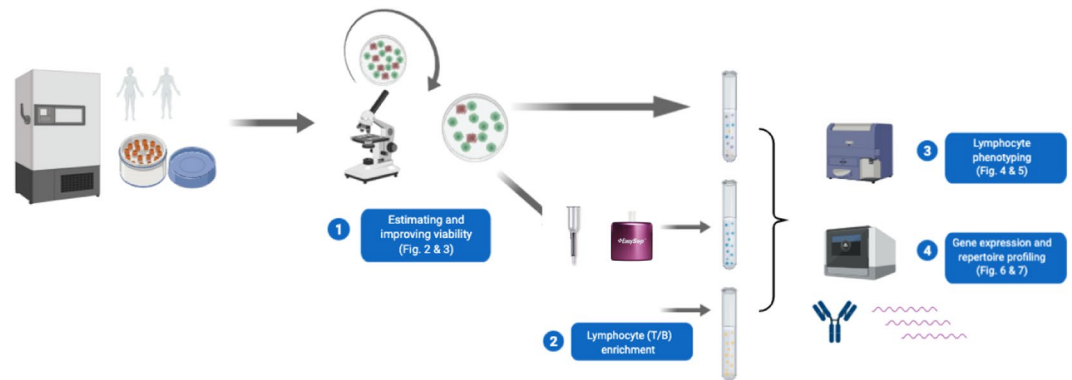 1
Estimating and
improving viability
(Fig. 2 & 3)
EasySep
2
Lymphocyte (T/B)
enrichment
3
Lymphocyte
phenotyping
(Fig. 4 & 5)
4
Gene expression and
repertoire profiling
(Fig. 6 & 7)